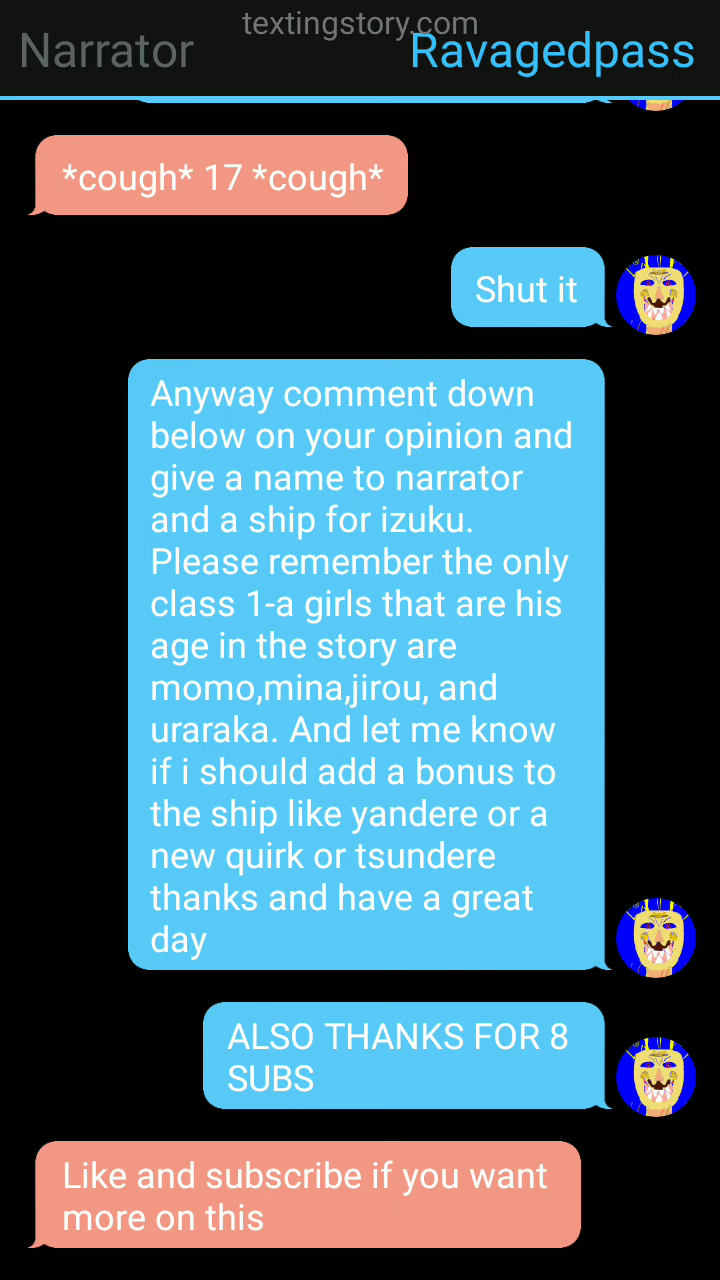 textingstory.com
Narrator
Ravagedpass
*cough* 17 *cough*
Shut it
Anyway comment down
below on your opinion and
give a name to narrator
and a ship for izuku.
Please remember the only
class 1-a girls that are his
age in the story are
momo,mina,jirou, and
uraraka. And let me know
if i should add a bonus to
the ship like yandere or a
new quirk or tsundere
thanks and have a great
day
ALSO THANKS FOR 8
SUBS
Like and subscribe if you want
more on this